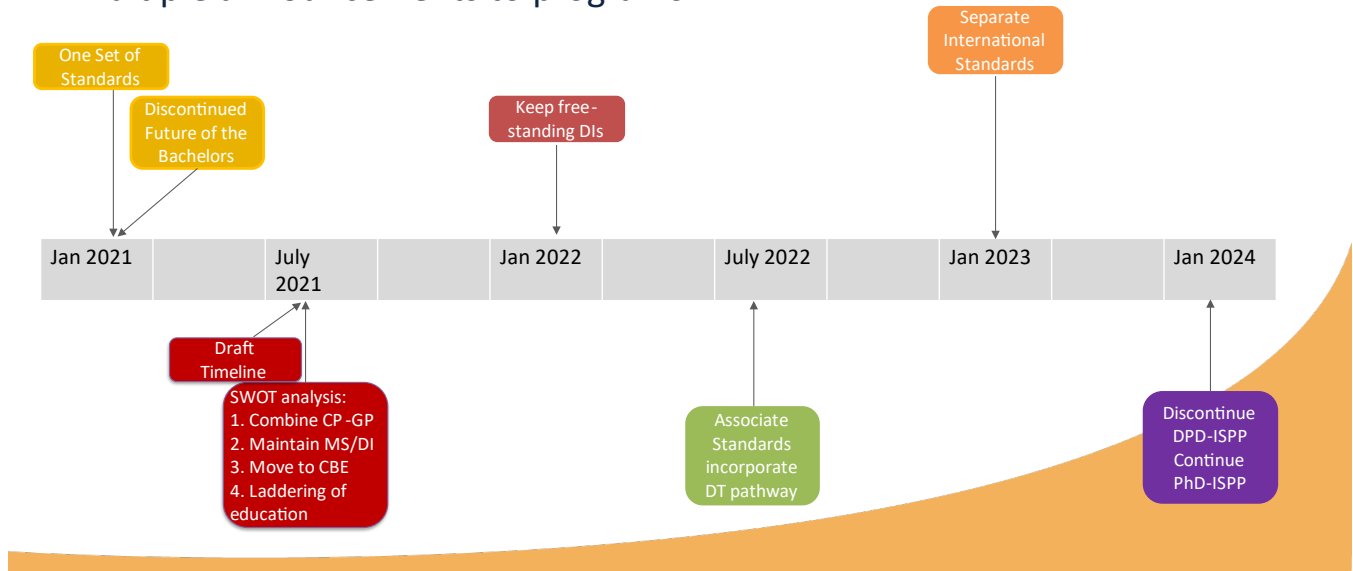 One Set of
Standards
Discontinued
Future of the
Bachelors
Keep free-
standing DIs
Separate
International
Standards
Jan 2021
July
2021
Jan 2022
July 2022
Jan 2023
Jan 2024
Draft
Timeline
SWOT analysis:
1. Combine CP-GP
2. Maintain MS/DI
3. Move to CBE
4. Laddering of
education
Associate
Standards
incorporate
DT pathway
Discontinue
DPD-ISPP
Continue
PhD-ISPP